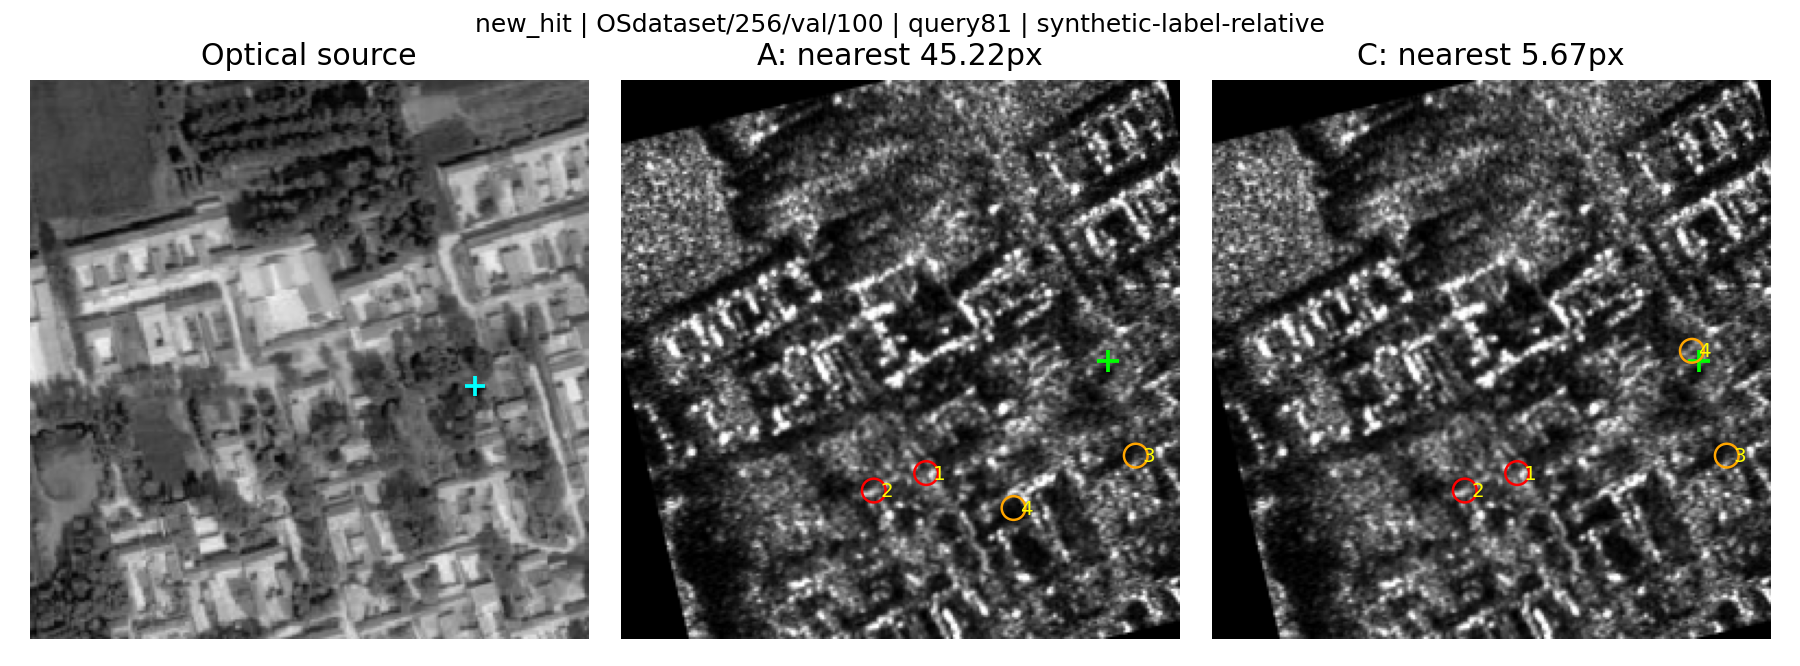 new_hit | OSdataset/256/val/100 | query81 | synthetic-label-relative
Optical source
A: nearest 45.22px
C: nearest 5.67px
1
2
3
4
1
2
3
4